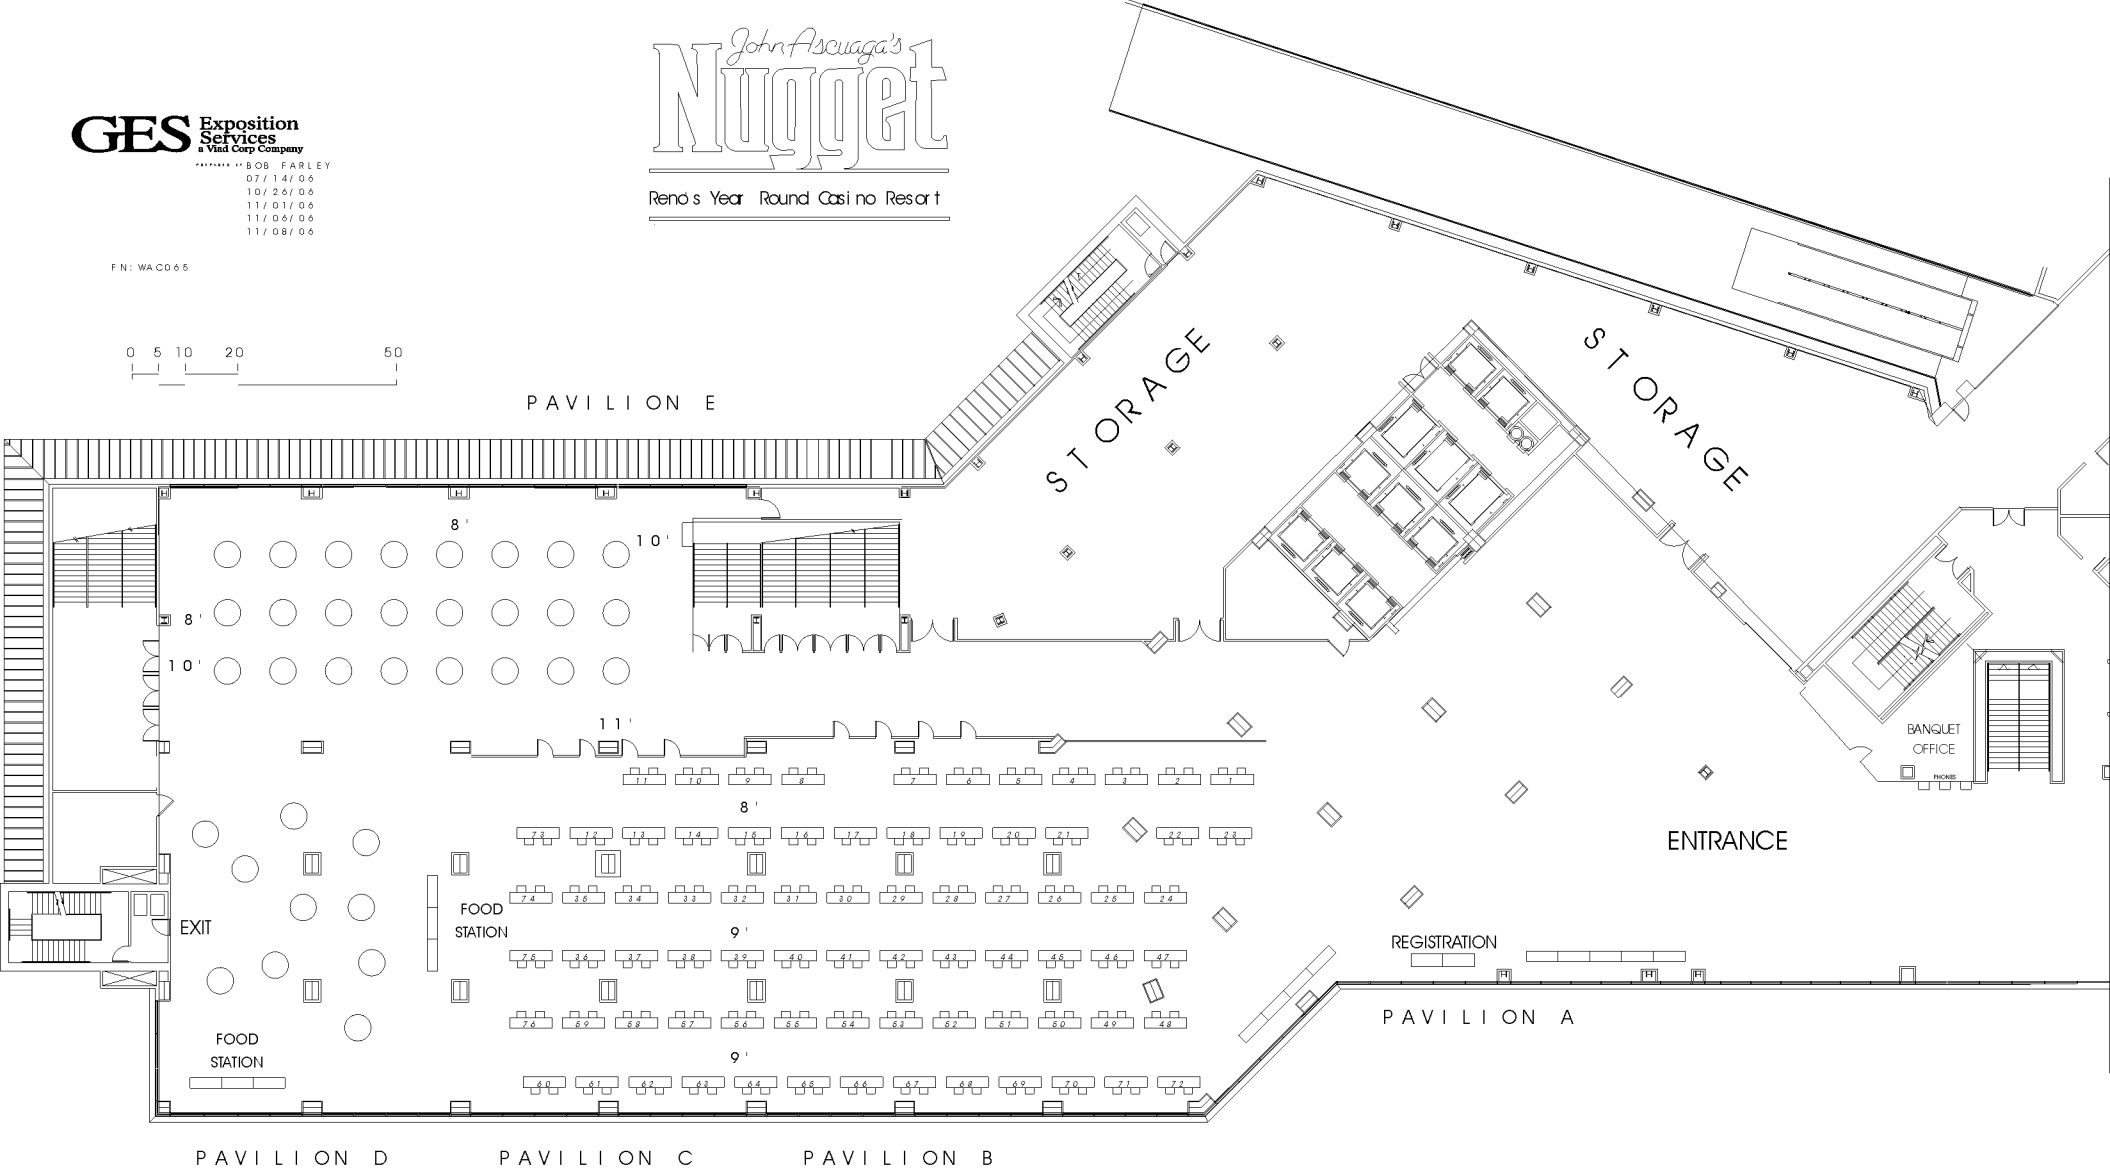 John Ascuaga's
Nugget
Reno's Year Round Casino Resort
GES Exposition
Services
a Viad Corp Company
PREPARED BY BOB FARLEY
07/14/06
10/26/06
11/01/06
11/06/06
11/08/06
FN: WAC065
0 5 10 20 50
PAVILION E
STORAGE
STORAGE
8'
10'
8'
10'
11'
BANQUET
OFFICE
PHONES
11 10 9 8 7 6 5 4 3 2 1
8'
73 12 13 14 15 16 17 18 19 20 21 22 23
ENTRANCE
74 35 34 33 32 31 30 29 28 27 26 25 24
FOOD
STATION
EXIT
9'
REGISTRATION
75 36 37 38 39 40 41 42 43 44 45 46 47
PAVILION A
76 59 58 57 56 55 54 53 52 51 50 49 48
FOOD
STATION
9'
60 61 62 63 64 65 66 67 68 69 70 71 72
PAVILION D
PAVILION C
PAVILION B